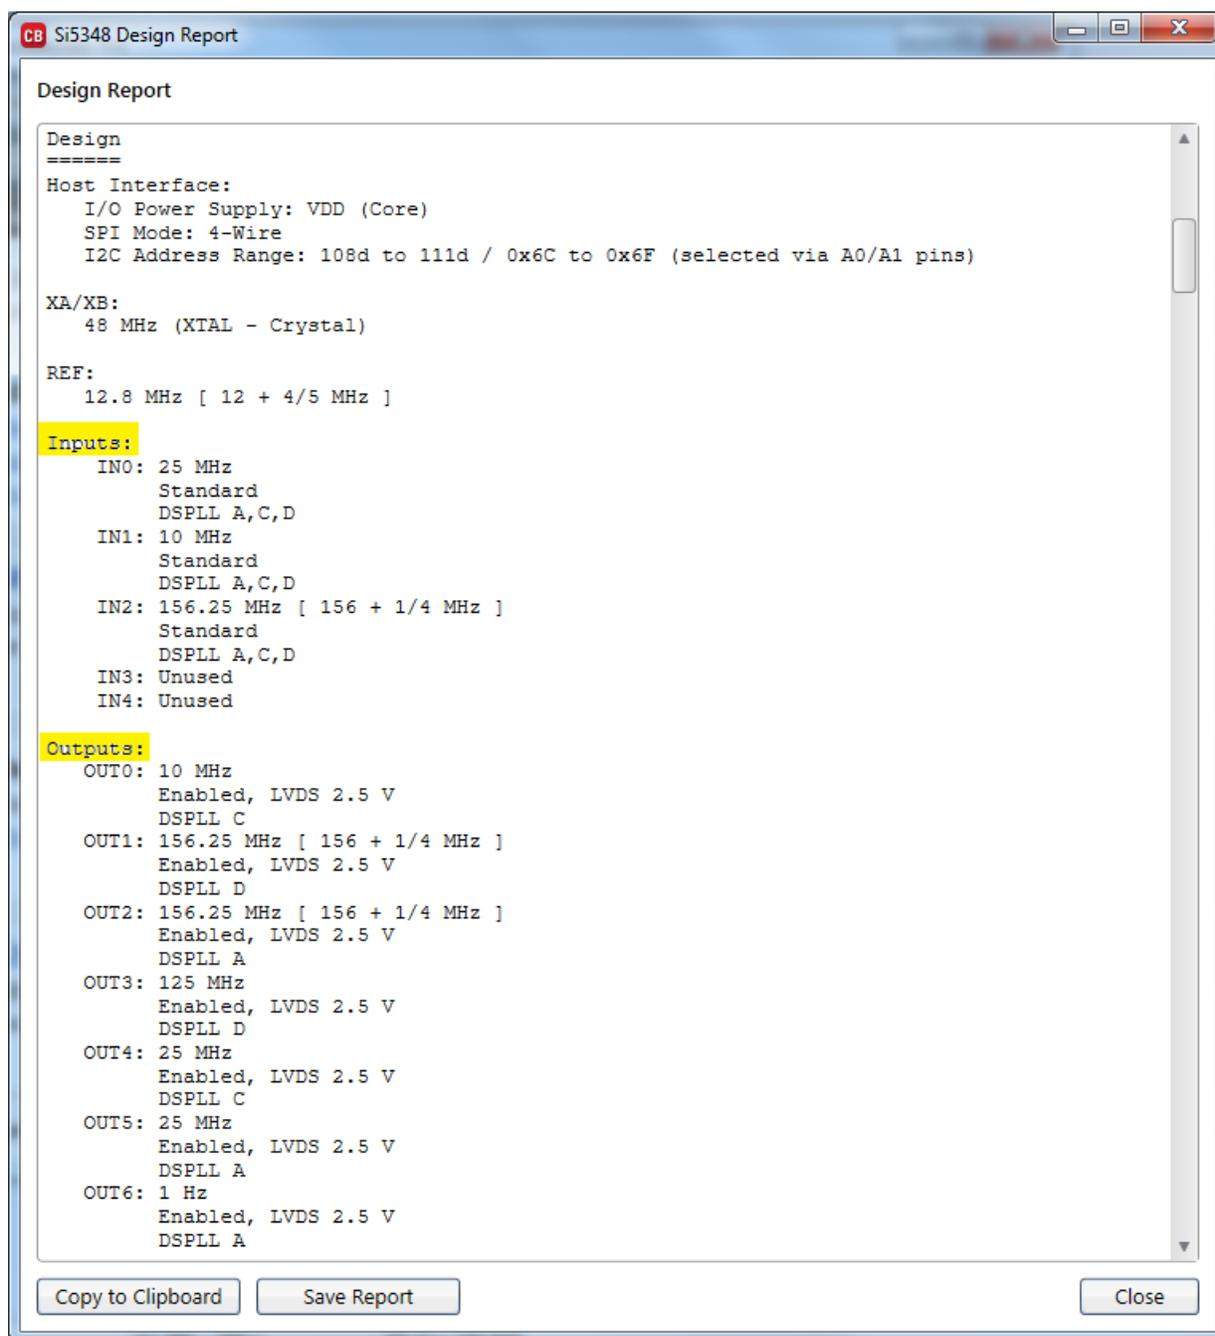 CB Si5348 Design Report
Design Report
Design
======
Host Interface:
I/O Power Supply: VDD (Core)
SPI Mode: 4-Wire
I2C Address Range: 108d to 111d / 0x6C to 0x6F (selected via A0/A1 pins)
XA/XB:
48 MHz (XTAL - Crystal)
REF:
12.8 MHz [ 12 + 4/5 MHz ]
Inputs:
IN0: 25 MHz
Standard
DSPLL A,C,D
IN1: 10 MHz
Standard
DSPLL A,C,D
IN2: 156.25 MHz [ 156 + 1/4 MHz ]
Standard
DSPLL A,C,D
IN3: Unused
IN4: Unused
Outputs:
OUT0: 10 MHz
Enabled, LVDS 2.5 V
DSPLL C
OUT1: 156.25 MHz [ 156 + 1/4 MHz ]
Enabled, LVDS 2.5 V
DSPLL D
OUT2: 156.25 MHz [ 156 + 1/4 MHz ]
Enabled, LVDS 2.5 V
DSPLL A
OUT3: 125 MHz
Enabled, LVDS 2.5 V
DSPLL D
OUT4: 25 MHz
Enabled, LVDS 2.5 V
DSPLL C
OUT5: 25 MHz
Enabled, LVDS 2.5 V
DSPLL A
OUT6: 1 Hz
Enabled, LVDS 2.5 V
DSPLL A
Copy to Clipboard Save Report Close